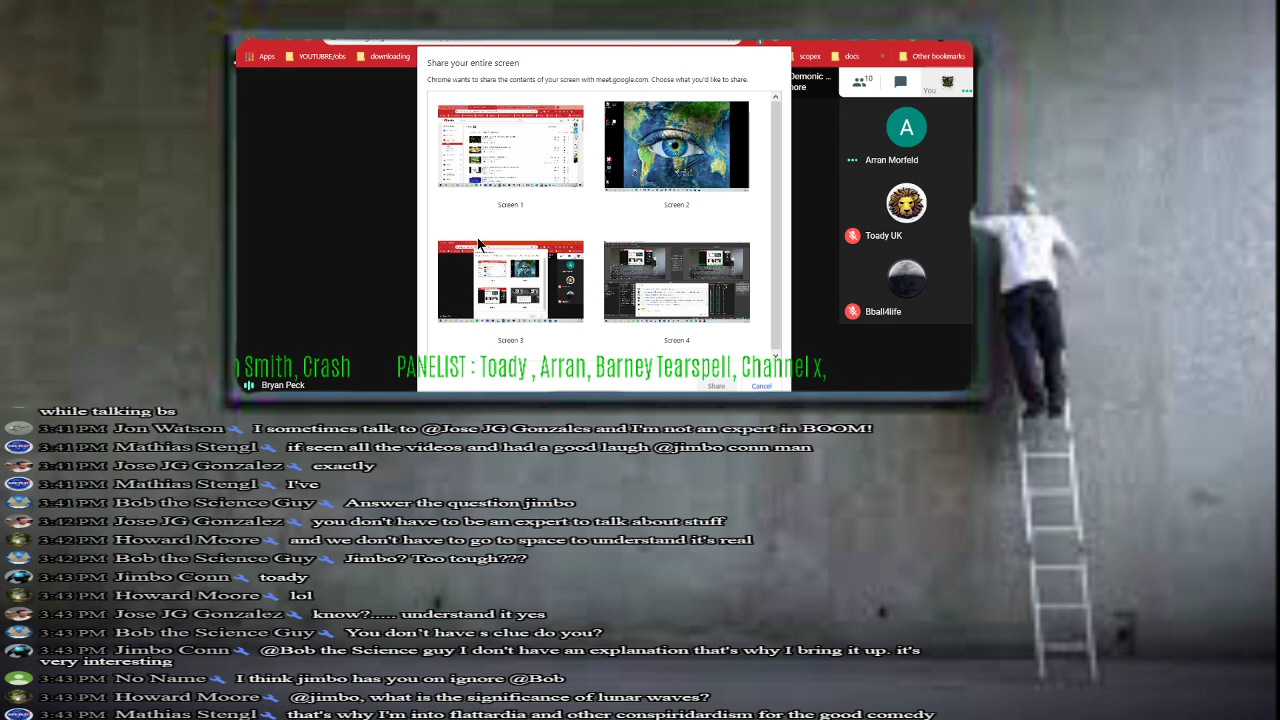 Apps YOUTUBRE/obs downloading
scopex docs Other bookmarks
Share your entire screen
Chrome wants to share the contents of your screen with meet.google.com. Choose what you'd like to share.
Demonic ...
more
10
You
Screen 1
Screen 2
A
Arran Morfeld
Toady UK
Screen 3
Screen 4
Bball4life
Smith, Crash PANELIST : Toady , Arran, Barney Tearspell, Channel x,
Bryan Peck
Share Cancel
while talking bs
3:41 PM Jon Watson I sometimes talk to @Jose JG Gonzales and I'm not an expert in BOOM!
3:41 PM Mathias Stengl if seen all the videos and had a good laugh @jimbo conn man
3:41 PM Jose JG Gonzalez exactly
3:41 PM Mathias Stengl I've
3:41 PM Bob the Science Guy Answer the question jimbo
3:42 PM Jose JG Gonzalez you don't have to be an expert to talk about stuff
3:42 PM Howard Moore and we don't have to go to space to understand it's real
3:42 PM Bob the Science Guy Jimbo? Too tough???
3:43 PM Jimbo Conn toady
3:43 PM Howard Moore lol
3:43 PM Jose JG Gonzalez know?..... understand it yes
3:43 PM Bob the Science Guy You don't have s clue do you?
3:43 PM Jimbo Conn @Bob the Science guy I don't have an explanation that's why I bring it up. it's
very interesting
3:43 PM No Name I think jimbo has you on ignore @Bob
3:43 PM Howard Moore @jimbo, what is the significance of lunar waves?
3:43 PM Mathias Stengl that's why I'm into flattardia and other conspiridardism for the good comedy